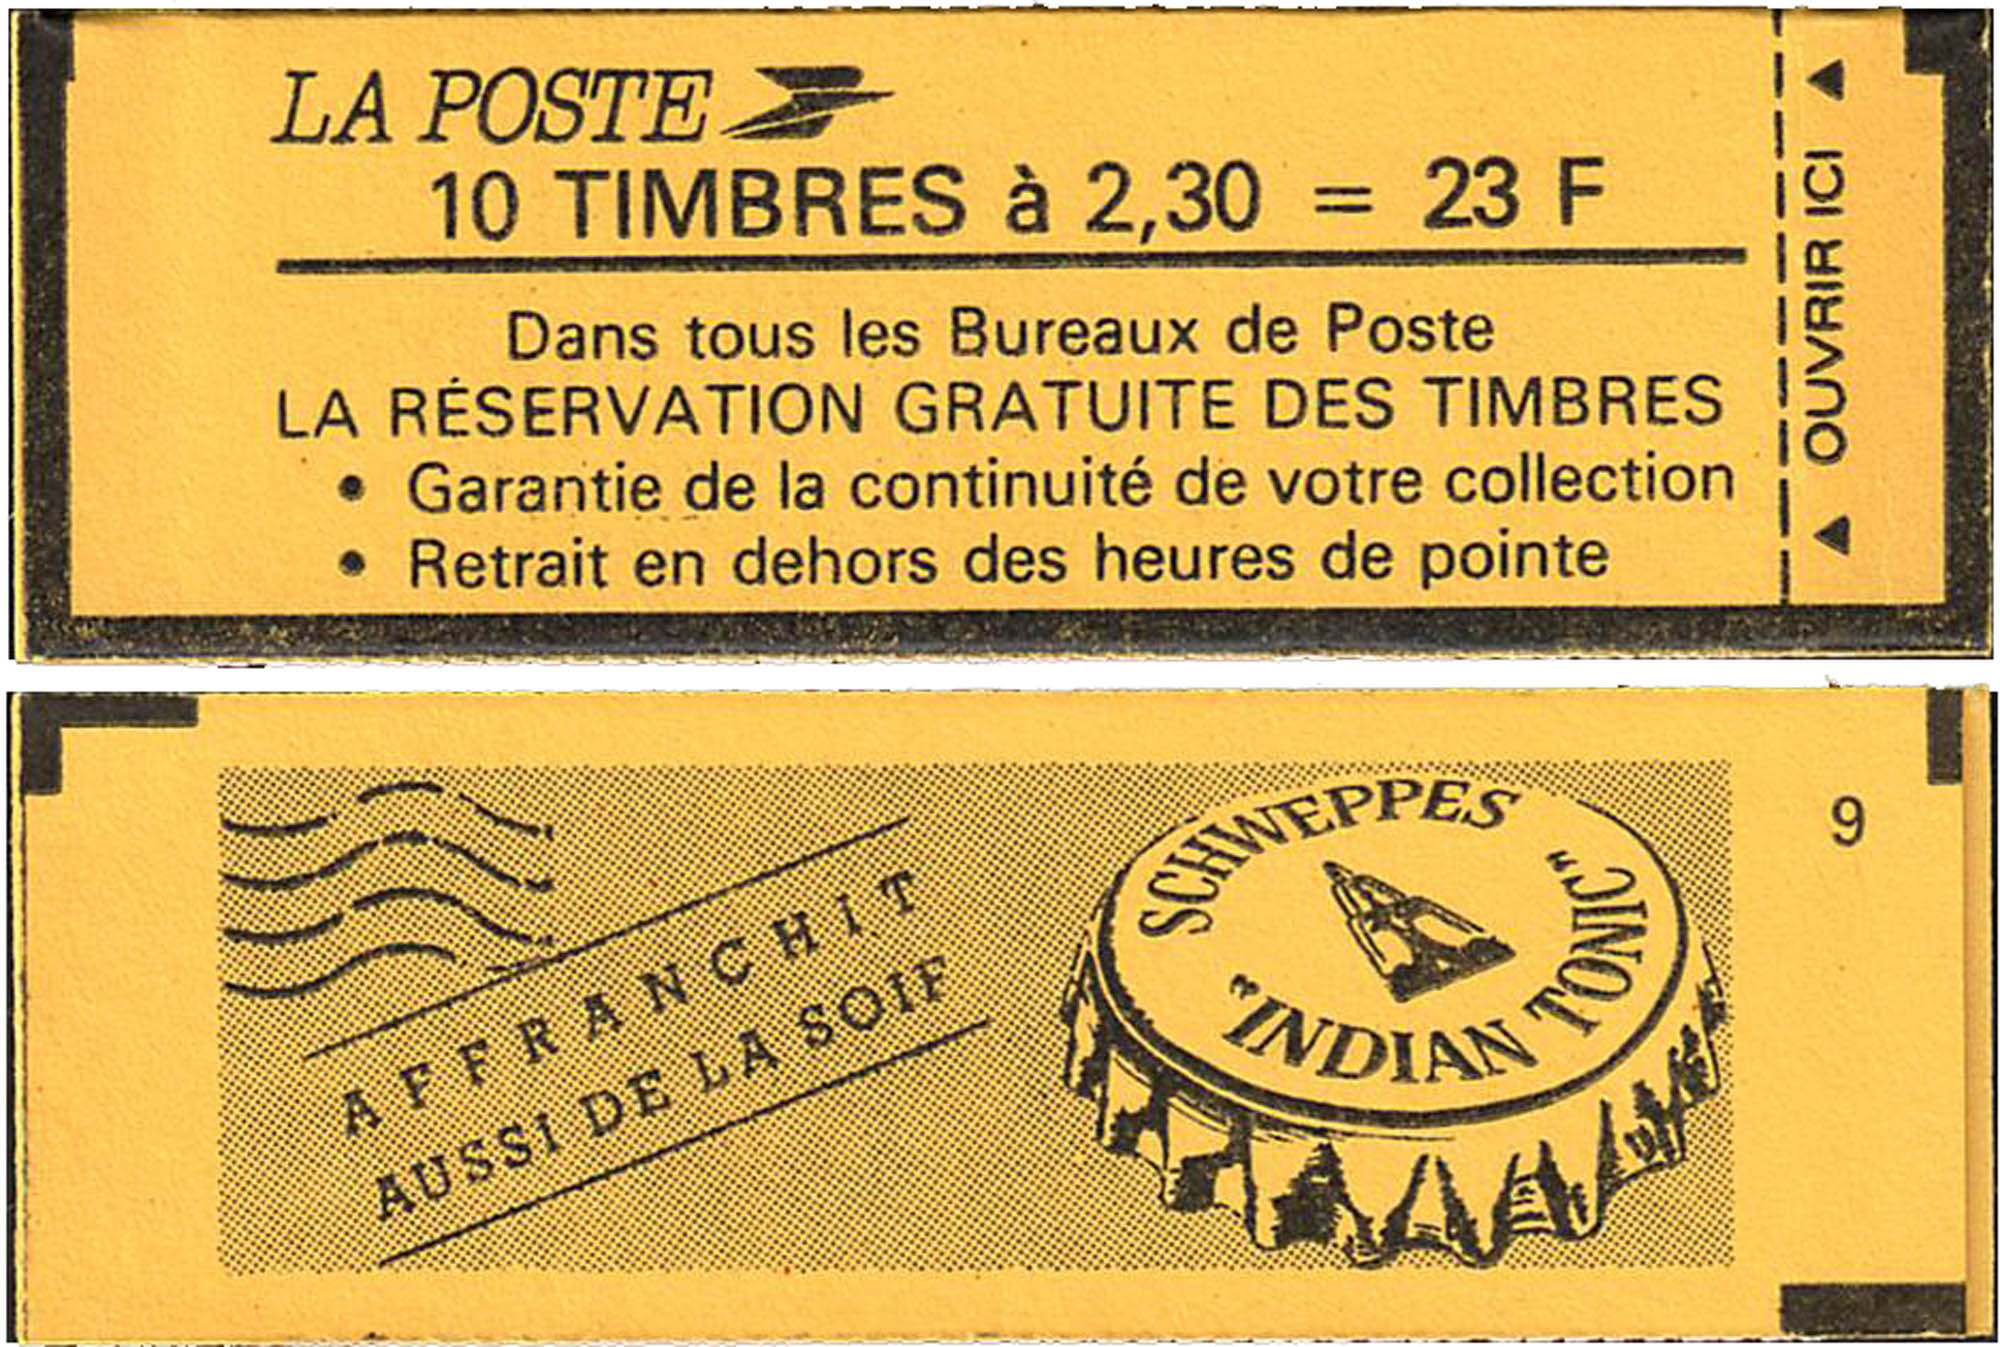 LA POSTE
10 TIMBRES à 2,30 = 23 F
Dans tous les Bureaux de Poste
LA RÉSERVATION GRATUITE DES TIMBRES
• Garantie de la continuité de votre collection
• Retrait en dehors des heures de pointe
OUVRIR ICI
AFFRANCHIT
AUSSI DE LA SOIF
SCHWEPPES
"INDIAN TONIC"
9